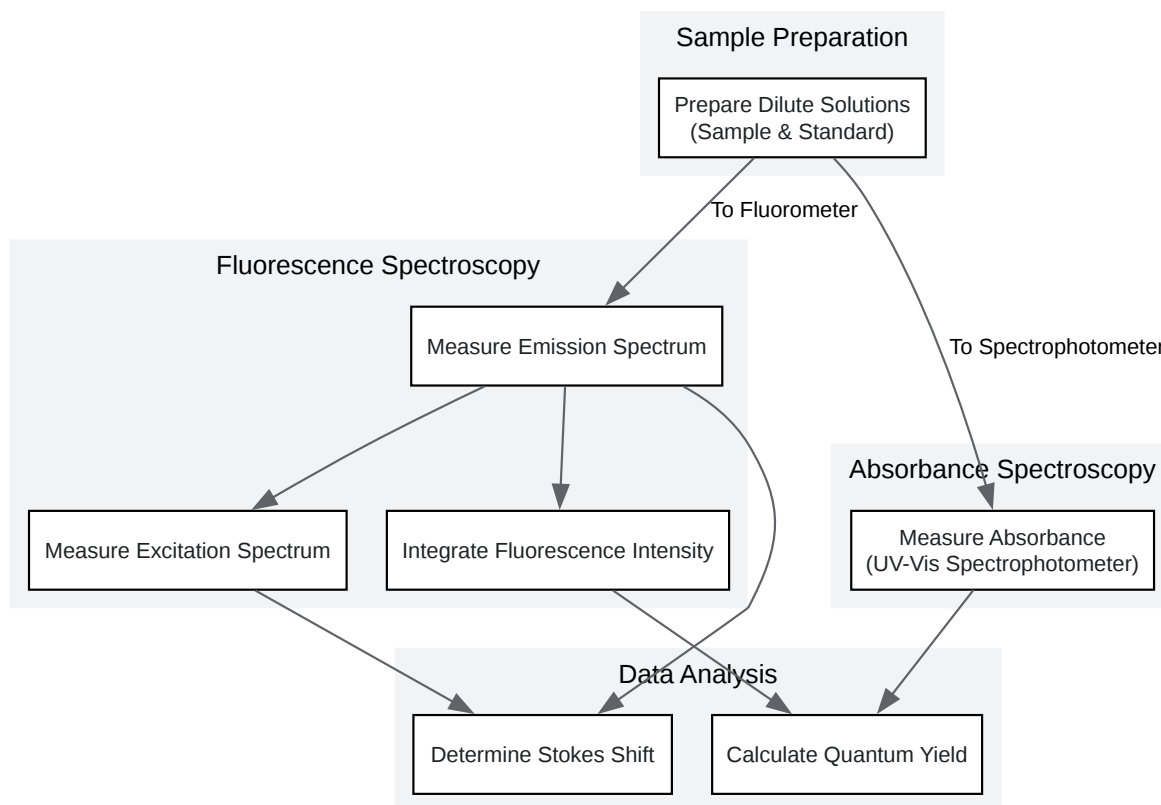 Sample Preparation
Prepare Dilute Solutions
(Sample & Standard)
To Fluorometer
Fluorescence Spectroscopy
Measure Emission Spectrum
To Spectrophotometer
Absorbance Spectroscopy
Measure Excitation Spectrum
Integrate Fluorescence Intensity
Measure Absorbance
(UV-Vis Spectrophotometer)
Data Analysis
Determine Stokes Shift
Calculate Quantum Yield